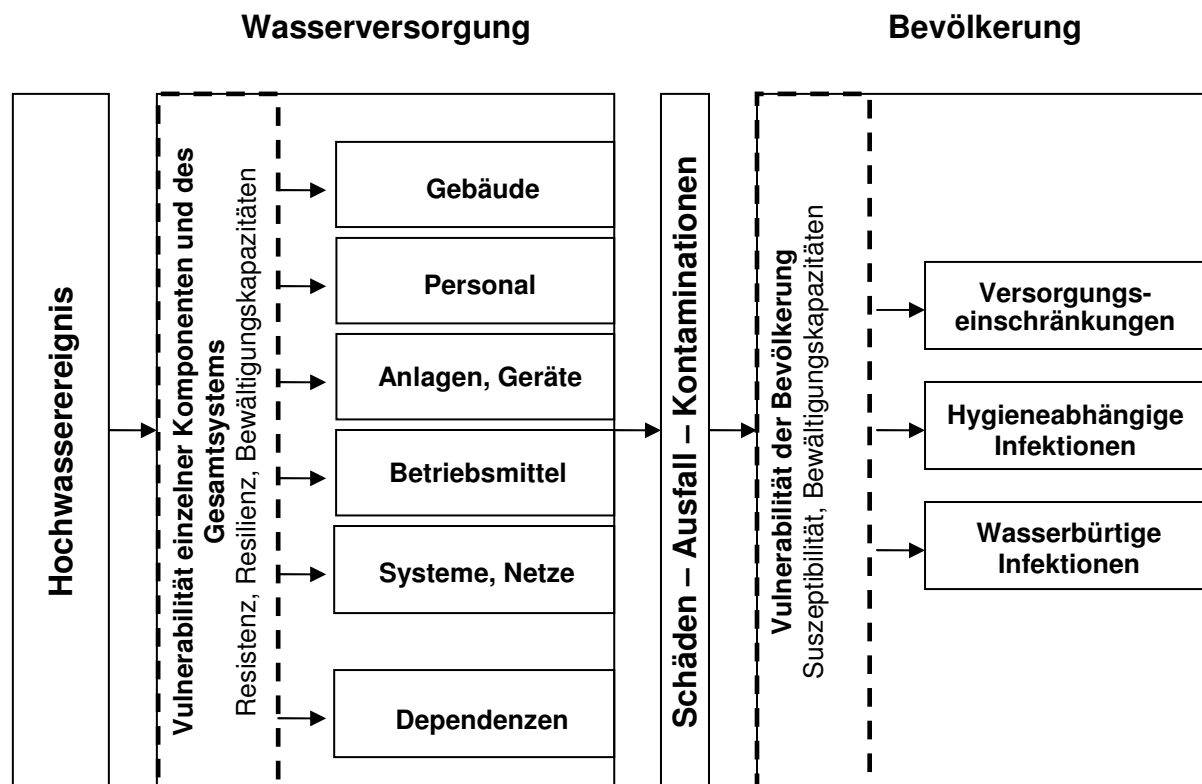 Wasserversorgung
Bevölkerung
Hochwasserereignis
Vulnerabilität einzelner Komponenten und des
Gesamtsystems
Resistenz, Resilienz, Bewältigungskapazitäten
Gebäude
Personal
Anlagen, Geräte
Betriebsmittel
Systeme, Netze
Dependenzen
Schäden – Ausfall – Kontaminationen
Vulnerabilität der Bevölkerung
Suszeptibilität, Bewältigungskapazitäten
Versorgungs-
einschränkungen
Hygieneabhängige
Infektionen
Wasserbürtige
Infektionen